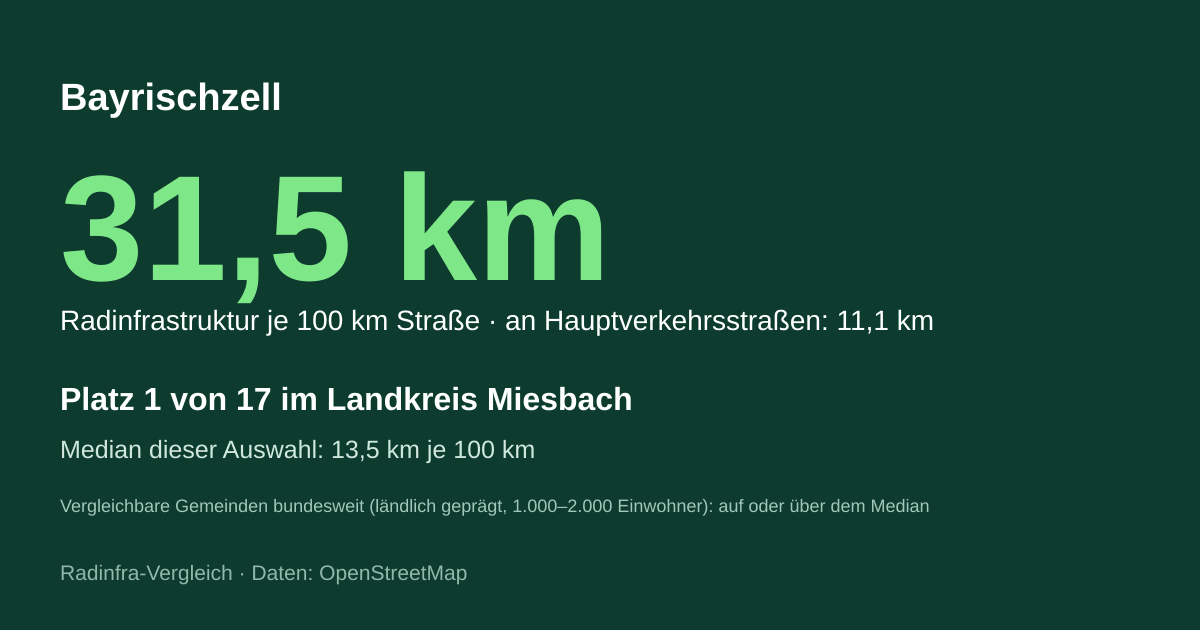 Bayrischzell
31,5 km
Radinfrastruktur je 100 km Straße · an Hauptverkehrsstraßen: 11,1 km
Platz 1 von 17 im Landkreis Miesbach
Median dieser Auswahl: 13,5 km je 100 km
Vergleichbare Gemeinden bundesweit (ländlich geprägt, 1.000–2.000 Einwohner): auf oder über dem Median
Radinfra-Vergleich · Daten: OpenStreetMap